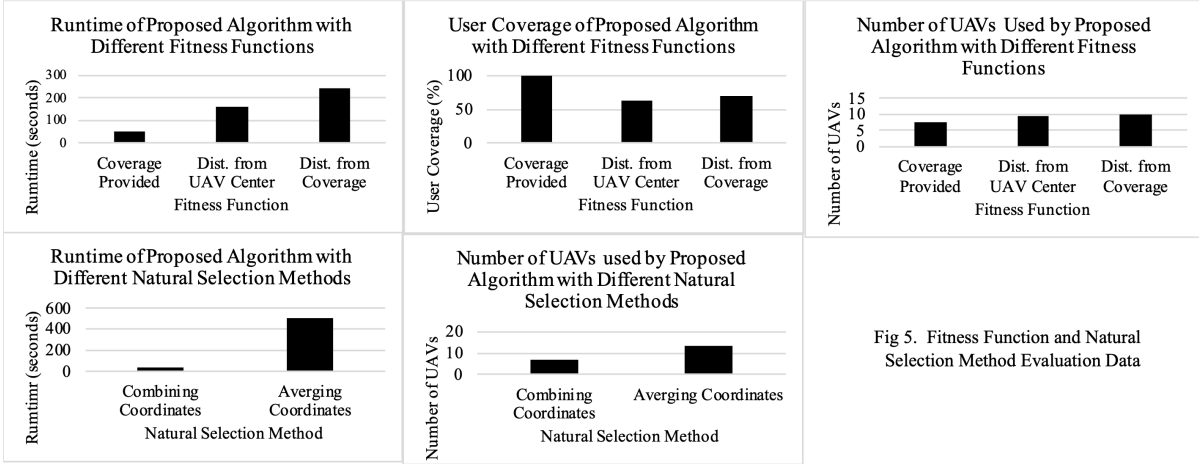 Runtime of Proposed Algorithm with
Different Fitness Functions
Rumtime (seconds)
300
200
100
0
Coverage Provided
Dist. from UAV Center
Dist. from Coverage
Fitness Function
User Coverage of Proposed Algorithm
with Different Fitness Functions
User Coverage (%)
100
50
0
Coverage Provided
Dist. from UAV Center
Dist. from Coverage
Fitness Function
Number of UAVs Used by Proposed
Algorithm with Different Fitness
Functions
Number of UAVs
15
10
5
0
Coverage Provided
Dist. from UAV Center
Dist. from Coverage
Fitness Function
Runtime of Proposed Algorithm with
Different Natural Selection Methods
Rumtimr (seconds)
600
400
200
0
Combining Coordinates
Averging Coordinates
Natural Selection Method
Number of UAVs used by Proposed
Algorithm with Different Natural
Selection Methods
Number of UAVs
20
10
0
Combining Coordinates
Averging Coordinates
Natural Selection Method
Fig 5. Fitness Function and Natural
Selection Method Evaluation Data